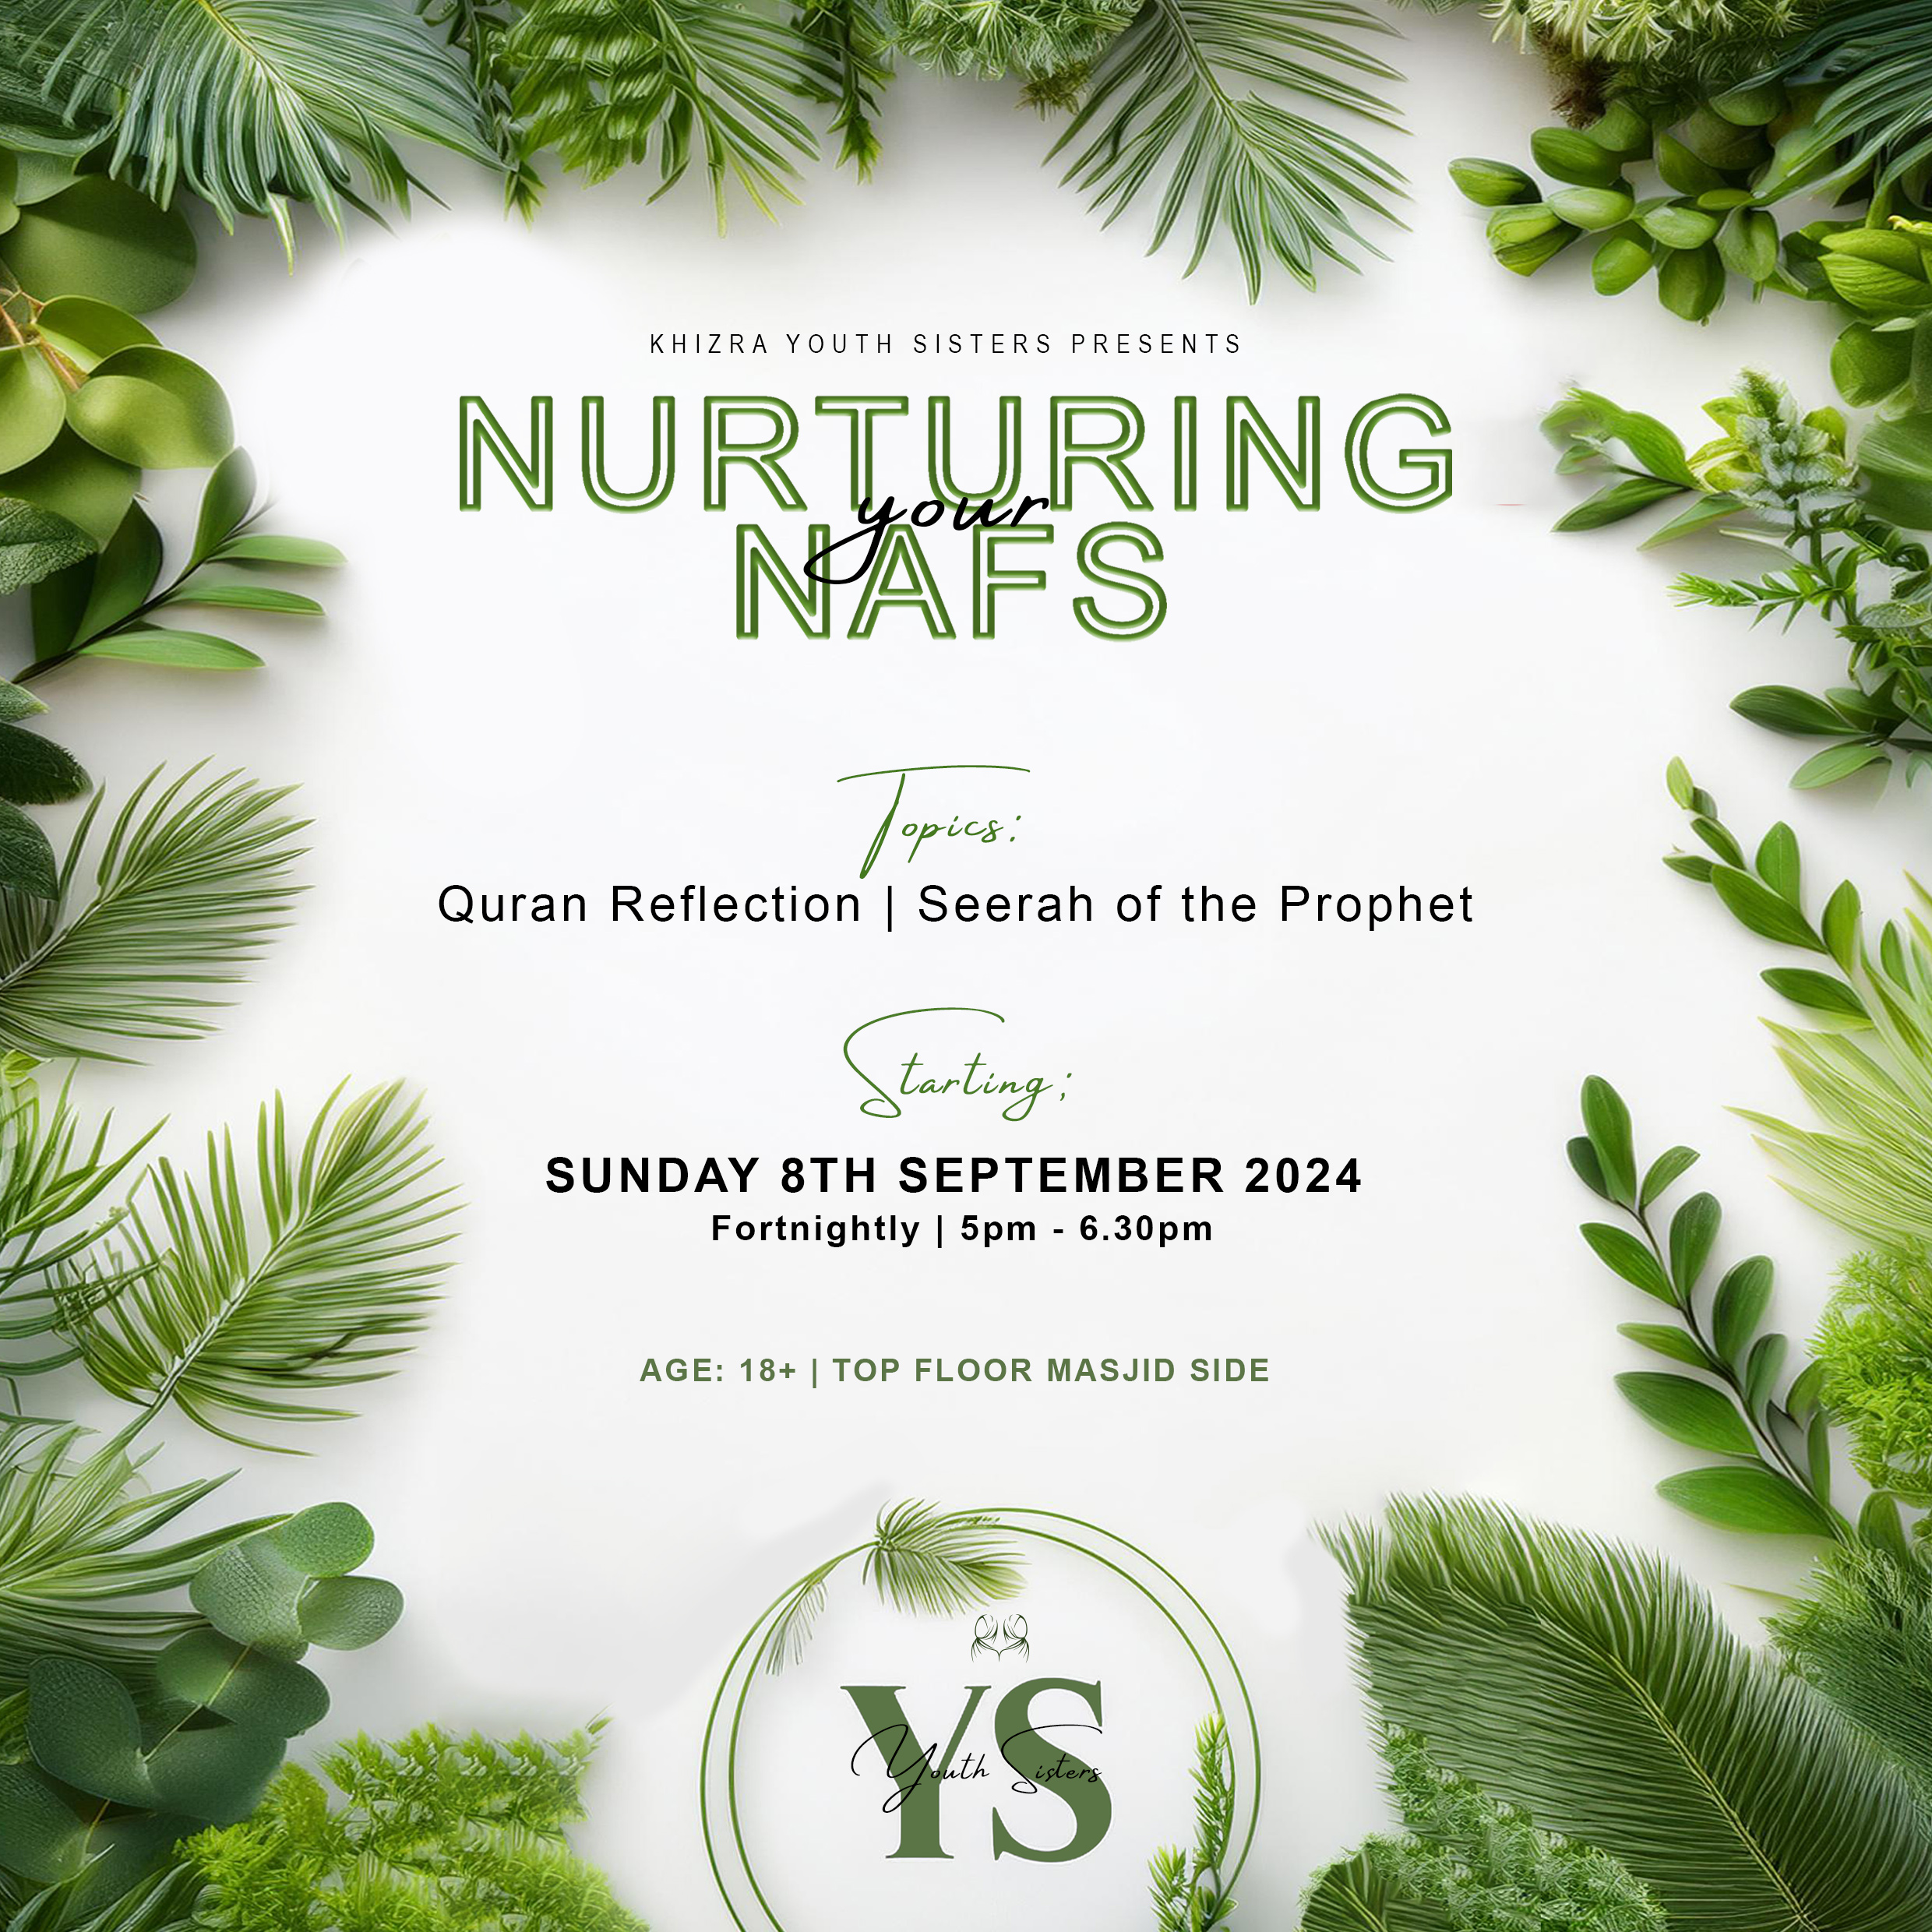 KHIZRA YOUTH SISTERS PRESENTS
NURTURING
your
NAFS
Topics:
Quran Reflection | Seerah of the Prophet
Starting;
SUNDAY 8TH SEPTEMBER 2024
Fortnightly | 5pm - 6.30pm
AGE: 18+ | TOP FLOOR MASJID SIDE
YS
Youth Sisters